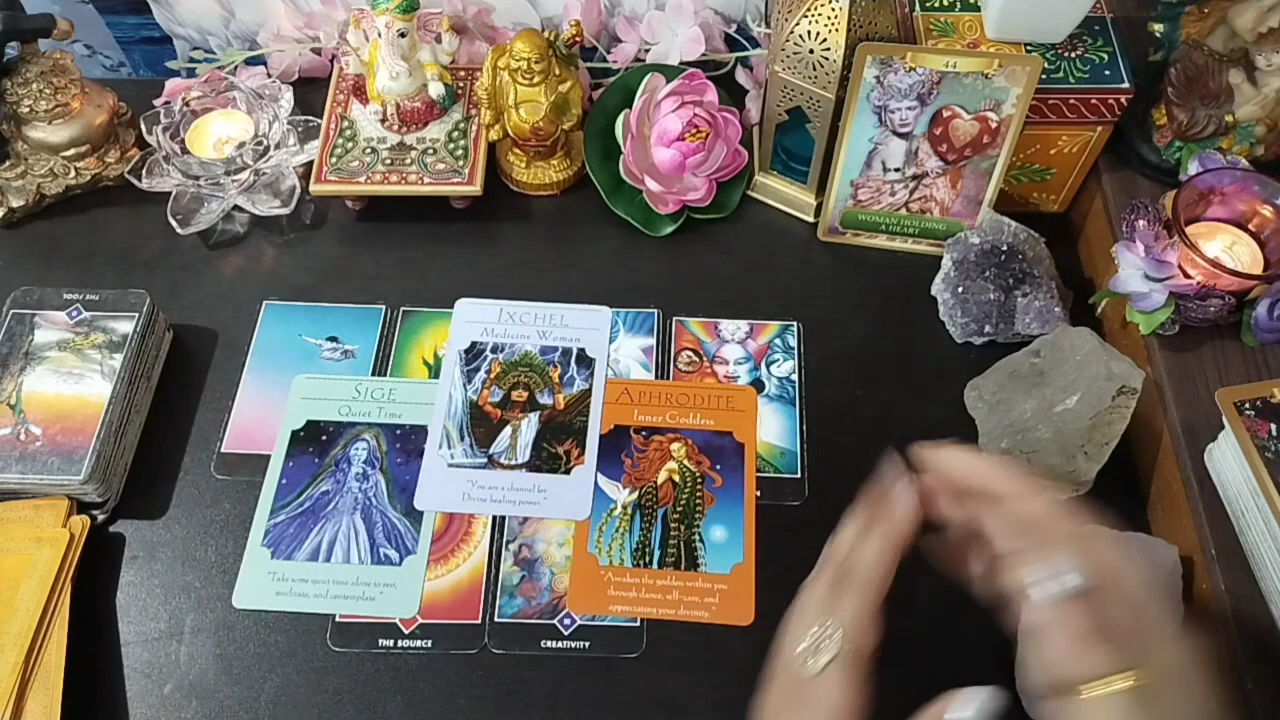 44
WOMAN HOLDING
A HEART
THE FOOL
0
IXCHEL
Medicine Woman
"You are a channel for
Divine healing power."
SIGE
Quiet Time
"Take some quiet time alone to rest,
meditate, and contemplate."
APHRODITE
Inner Goddess
"Awaken the goddess within you
through dance, self-care, and
appreciating your divinity."
THE SOURCE
III
CREATIVITY